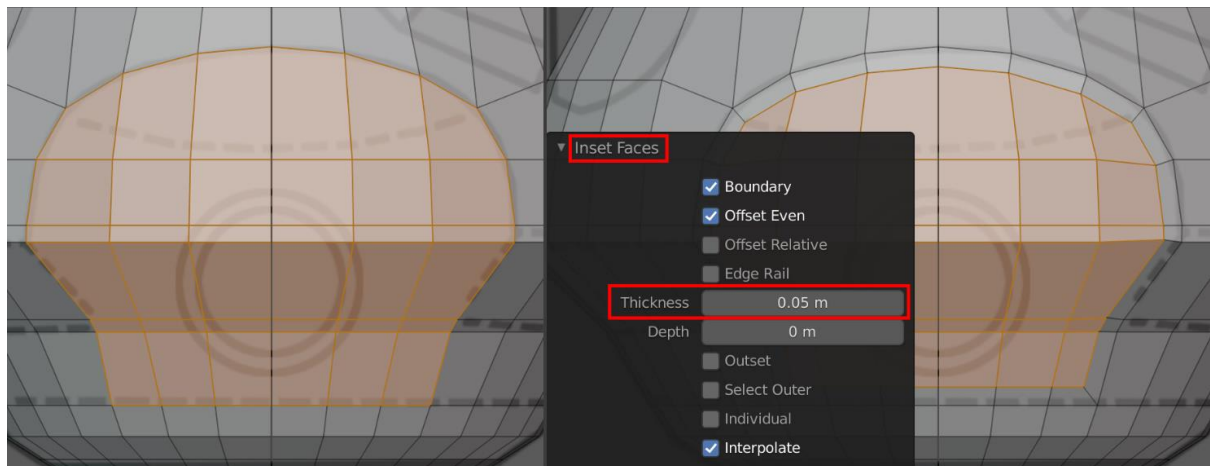 Inset Faces
Boundary
Offset Even
Offset Relative
Edge Rail
Thickness 0.05 m
Depth 0 m
Outset
Select Outer
Individual
Interpolate